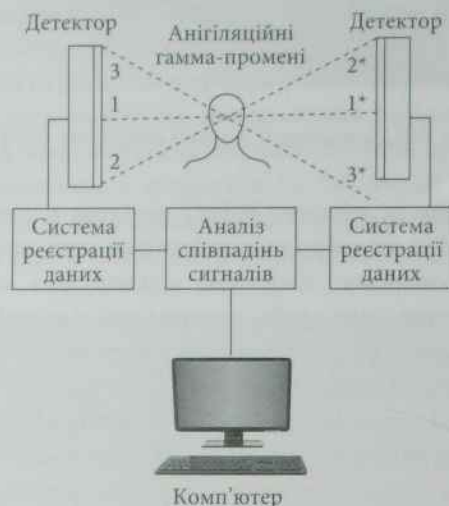 Детектор
Анігіляційні
гамма-промені
Детектор
3
1
2
2*
1*
3*
Система
реєстрації
даних
Аналіз
співпадінь
сигналів
Система
реєстрації
даних
Комп'ютер